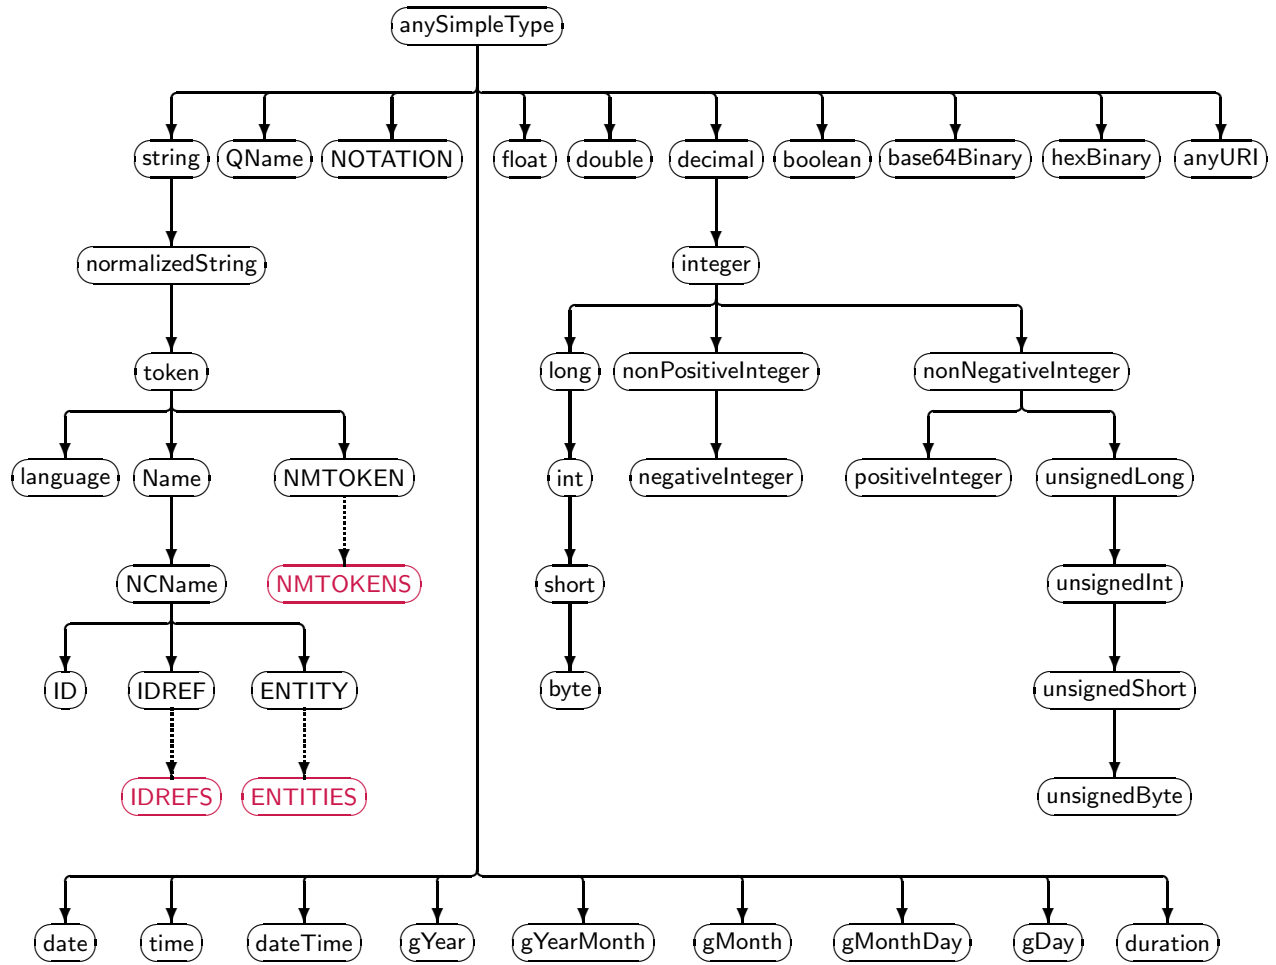 anySimpleType
string QName NOTATION float double decimal boolean base64Binary hexBinary anyURI
normalizedString integer
token long nonPositiveInteger nonNegativeInteger
language Name NMTOKEN int negativeInteger positiveInteger unsignedLong
NCName NMTOKENS short unsignedInt
ID IDREF ENTITY byte unsignedShort
IDREFS ENTITIES unsignedByte
date time dateTime gYear gYearMonth gMonth gMonthDay gDay duration